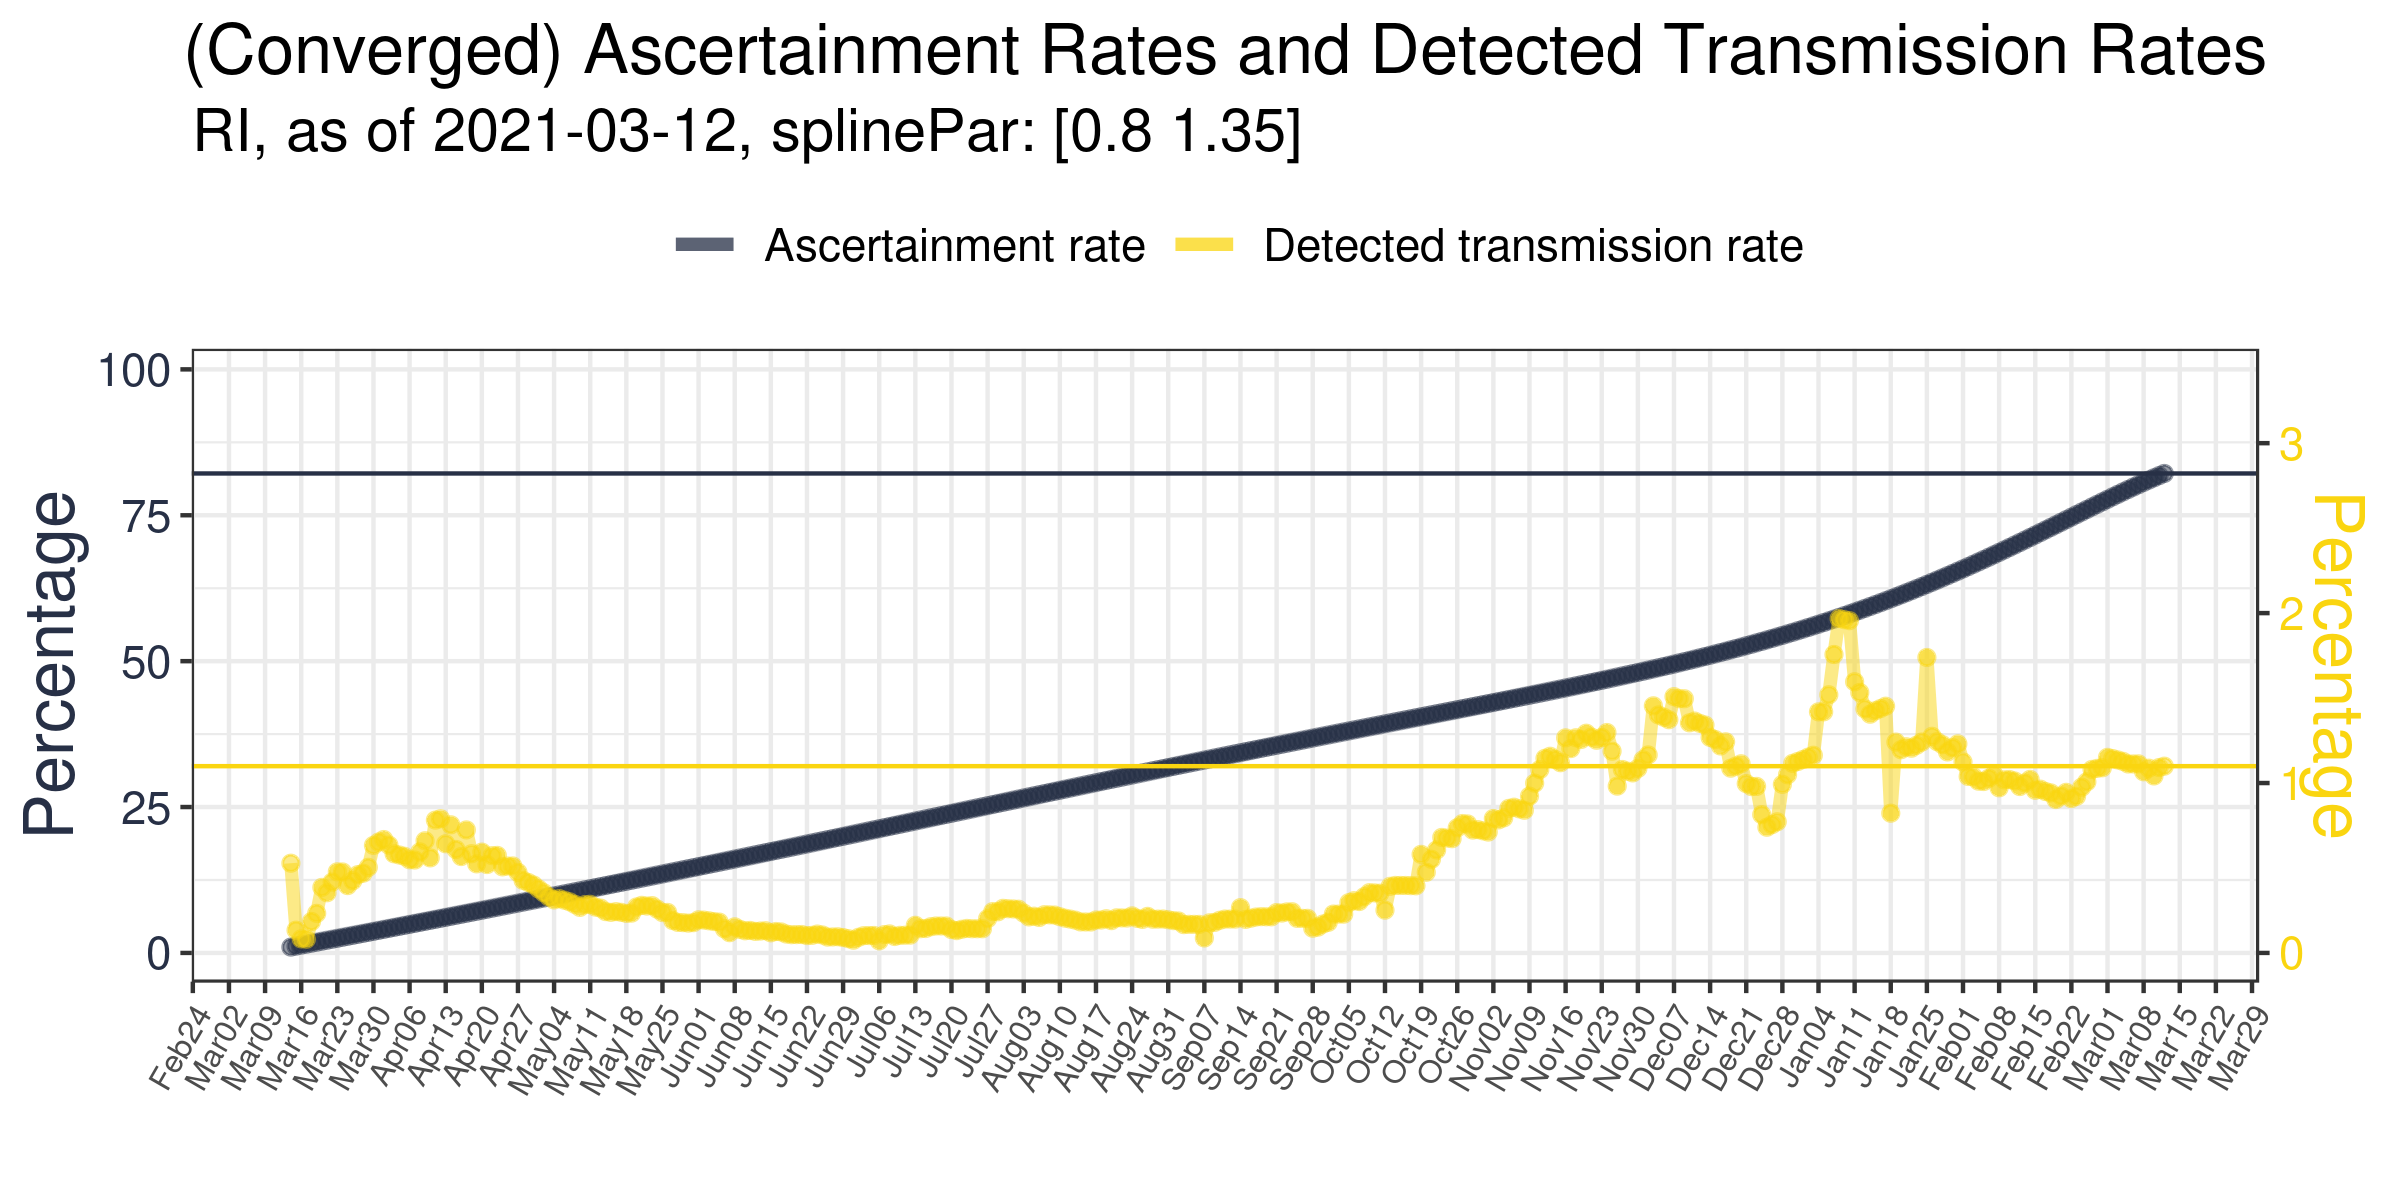 (Converged) Ascertainment Rates and Detected Transmission Rates
RI, as of 2021-03-12, splinePar: [0.8 1.35]
Ascertainment rate
Detected transmission rate
Percentage
100
75
50
25
0
3
2
1
0
Percentage
Feb24
Mar02
Mar09
Mar16
Mar23
Mar30
Apr06
Apr13
Apr20
Apr27
May04
May11
May18
May25
Jun01
Jun08
Jun15
Jun22
Jun29
Jul06
Jul13
Jul20
Jul27
Aug03
Aug10
Aug17
Aug24
Aug31
Sep07
Sep14
Sep21
Sep28
Oct05
Oct12
Oct19
Oct26
Nov02
Nov09
Nov16
Nov23
Nov30
Dec07
Dec14
Dec21
Dec28
Jan04
Jan11
Jan18
Jan25
Feb01
Feb08
Feb15
Feb22
Mar01
Mar08
Mar15
Mar22
Mar29